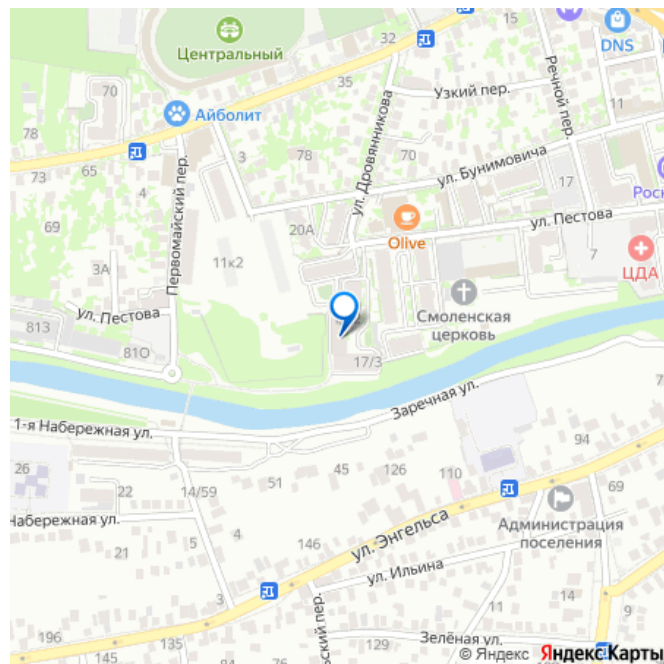 Центральный
32
DNS
35
Речной пер.
Узкий пер.
70
11
Айболит
78
ул. Дровянникова
3
78
70
65
73
4
ул. Бунимовича
17
Первомайский пер.
69
20А
Olive
ул. Пестова
7
ЦДА
11к2
3А
Смоленская
церковь
ул. Пестова
813
81О
17/3
Заречная ул.
1-я Набережная ул.
94
45
126
110
26
51
22
14/59
69
Администрация
поселения
Набережная ул.
4
ул. Энгельса
21
5
146
ул. Ильина
4
3
9
196
145
135
129
Зелёная ул.
11
© Яндекс
Яндекс Карты